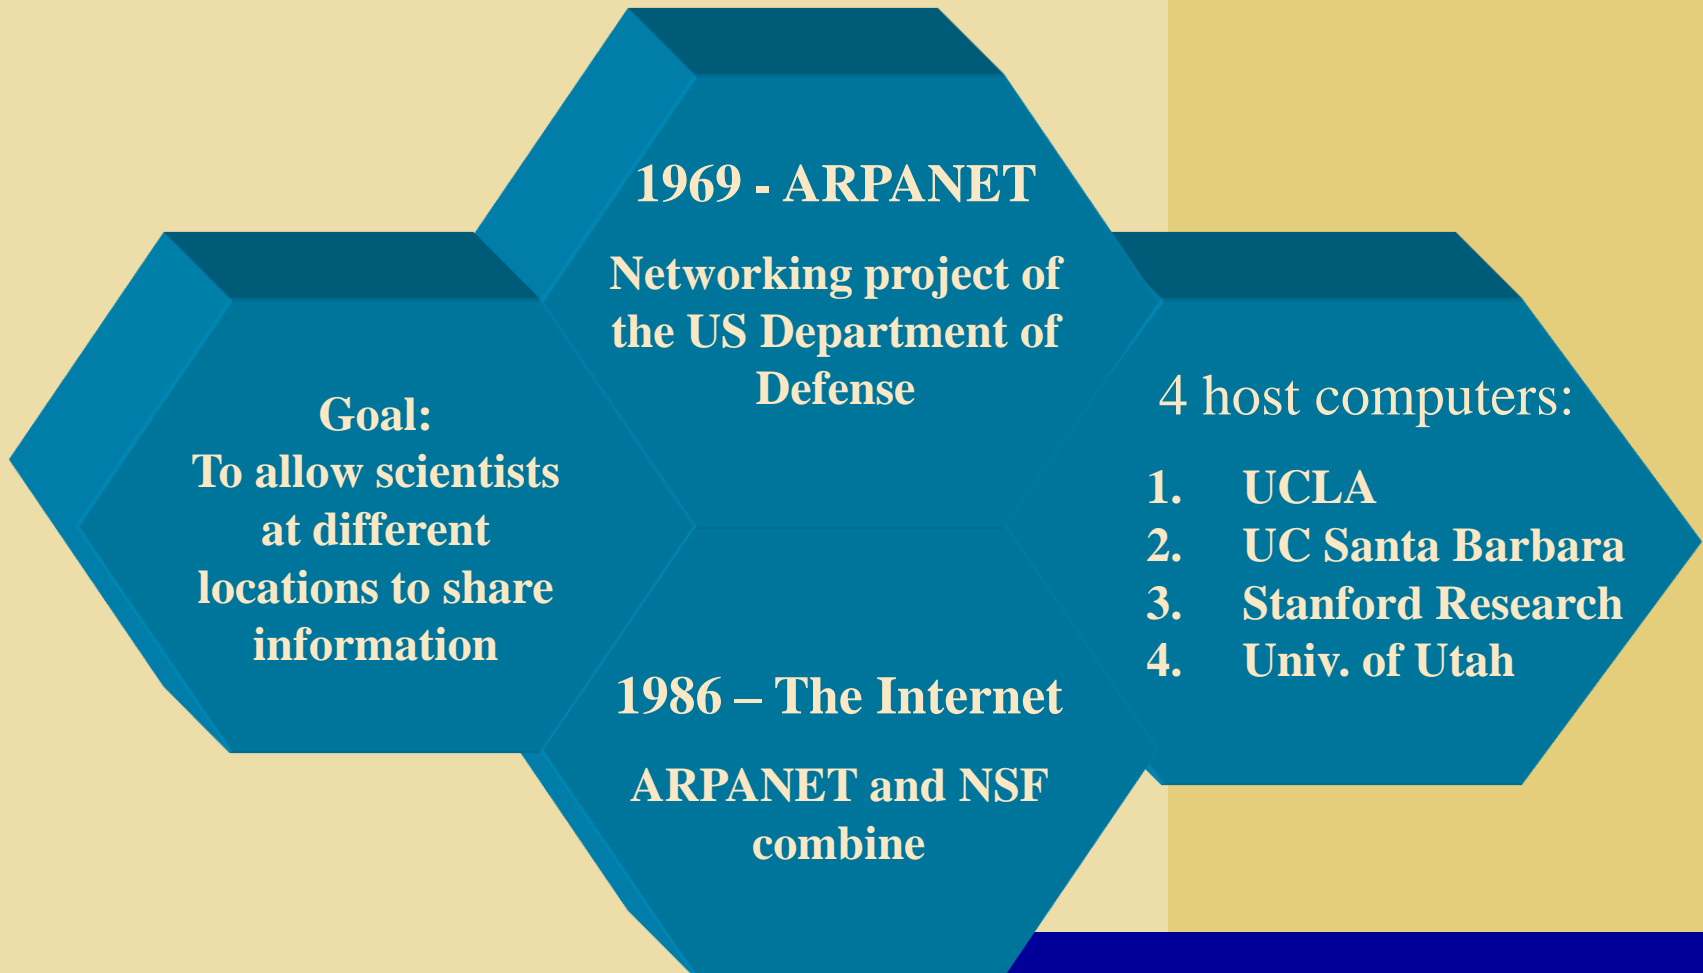 1969 - ARPANET
Networking project of
the US Department of
Defense
Goal:
To allow scientists
at different
locations to share
information
4 host computers:
1. UCLA
2. UC Santa Barbara
3. Stanford Research
4. Univ. of Utah
1986 – The Internet
ARPANET and NSF
combine